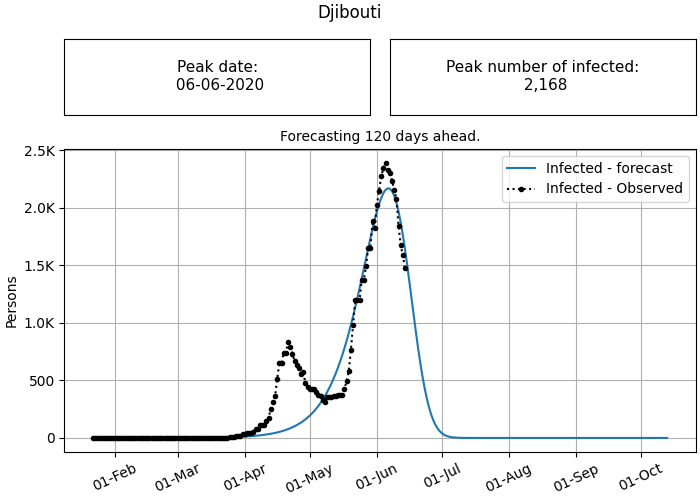 Djibouti
Peak date:
06-06-2020
Peak number of infected:
2,168
Forecasting 120 days ahead.
Infected - forecast
Infected - Observed
Persons
2.5K
2.0K
1.5K
1.0K
500
0
01-Feb
01-Mar
01-Apr
01-May
01-Jun
01-Jul
01-Aug
01-Sep
01-Oct